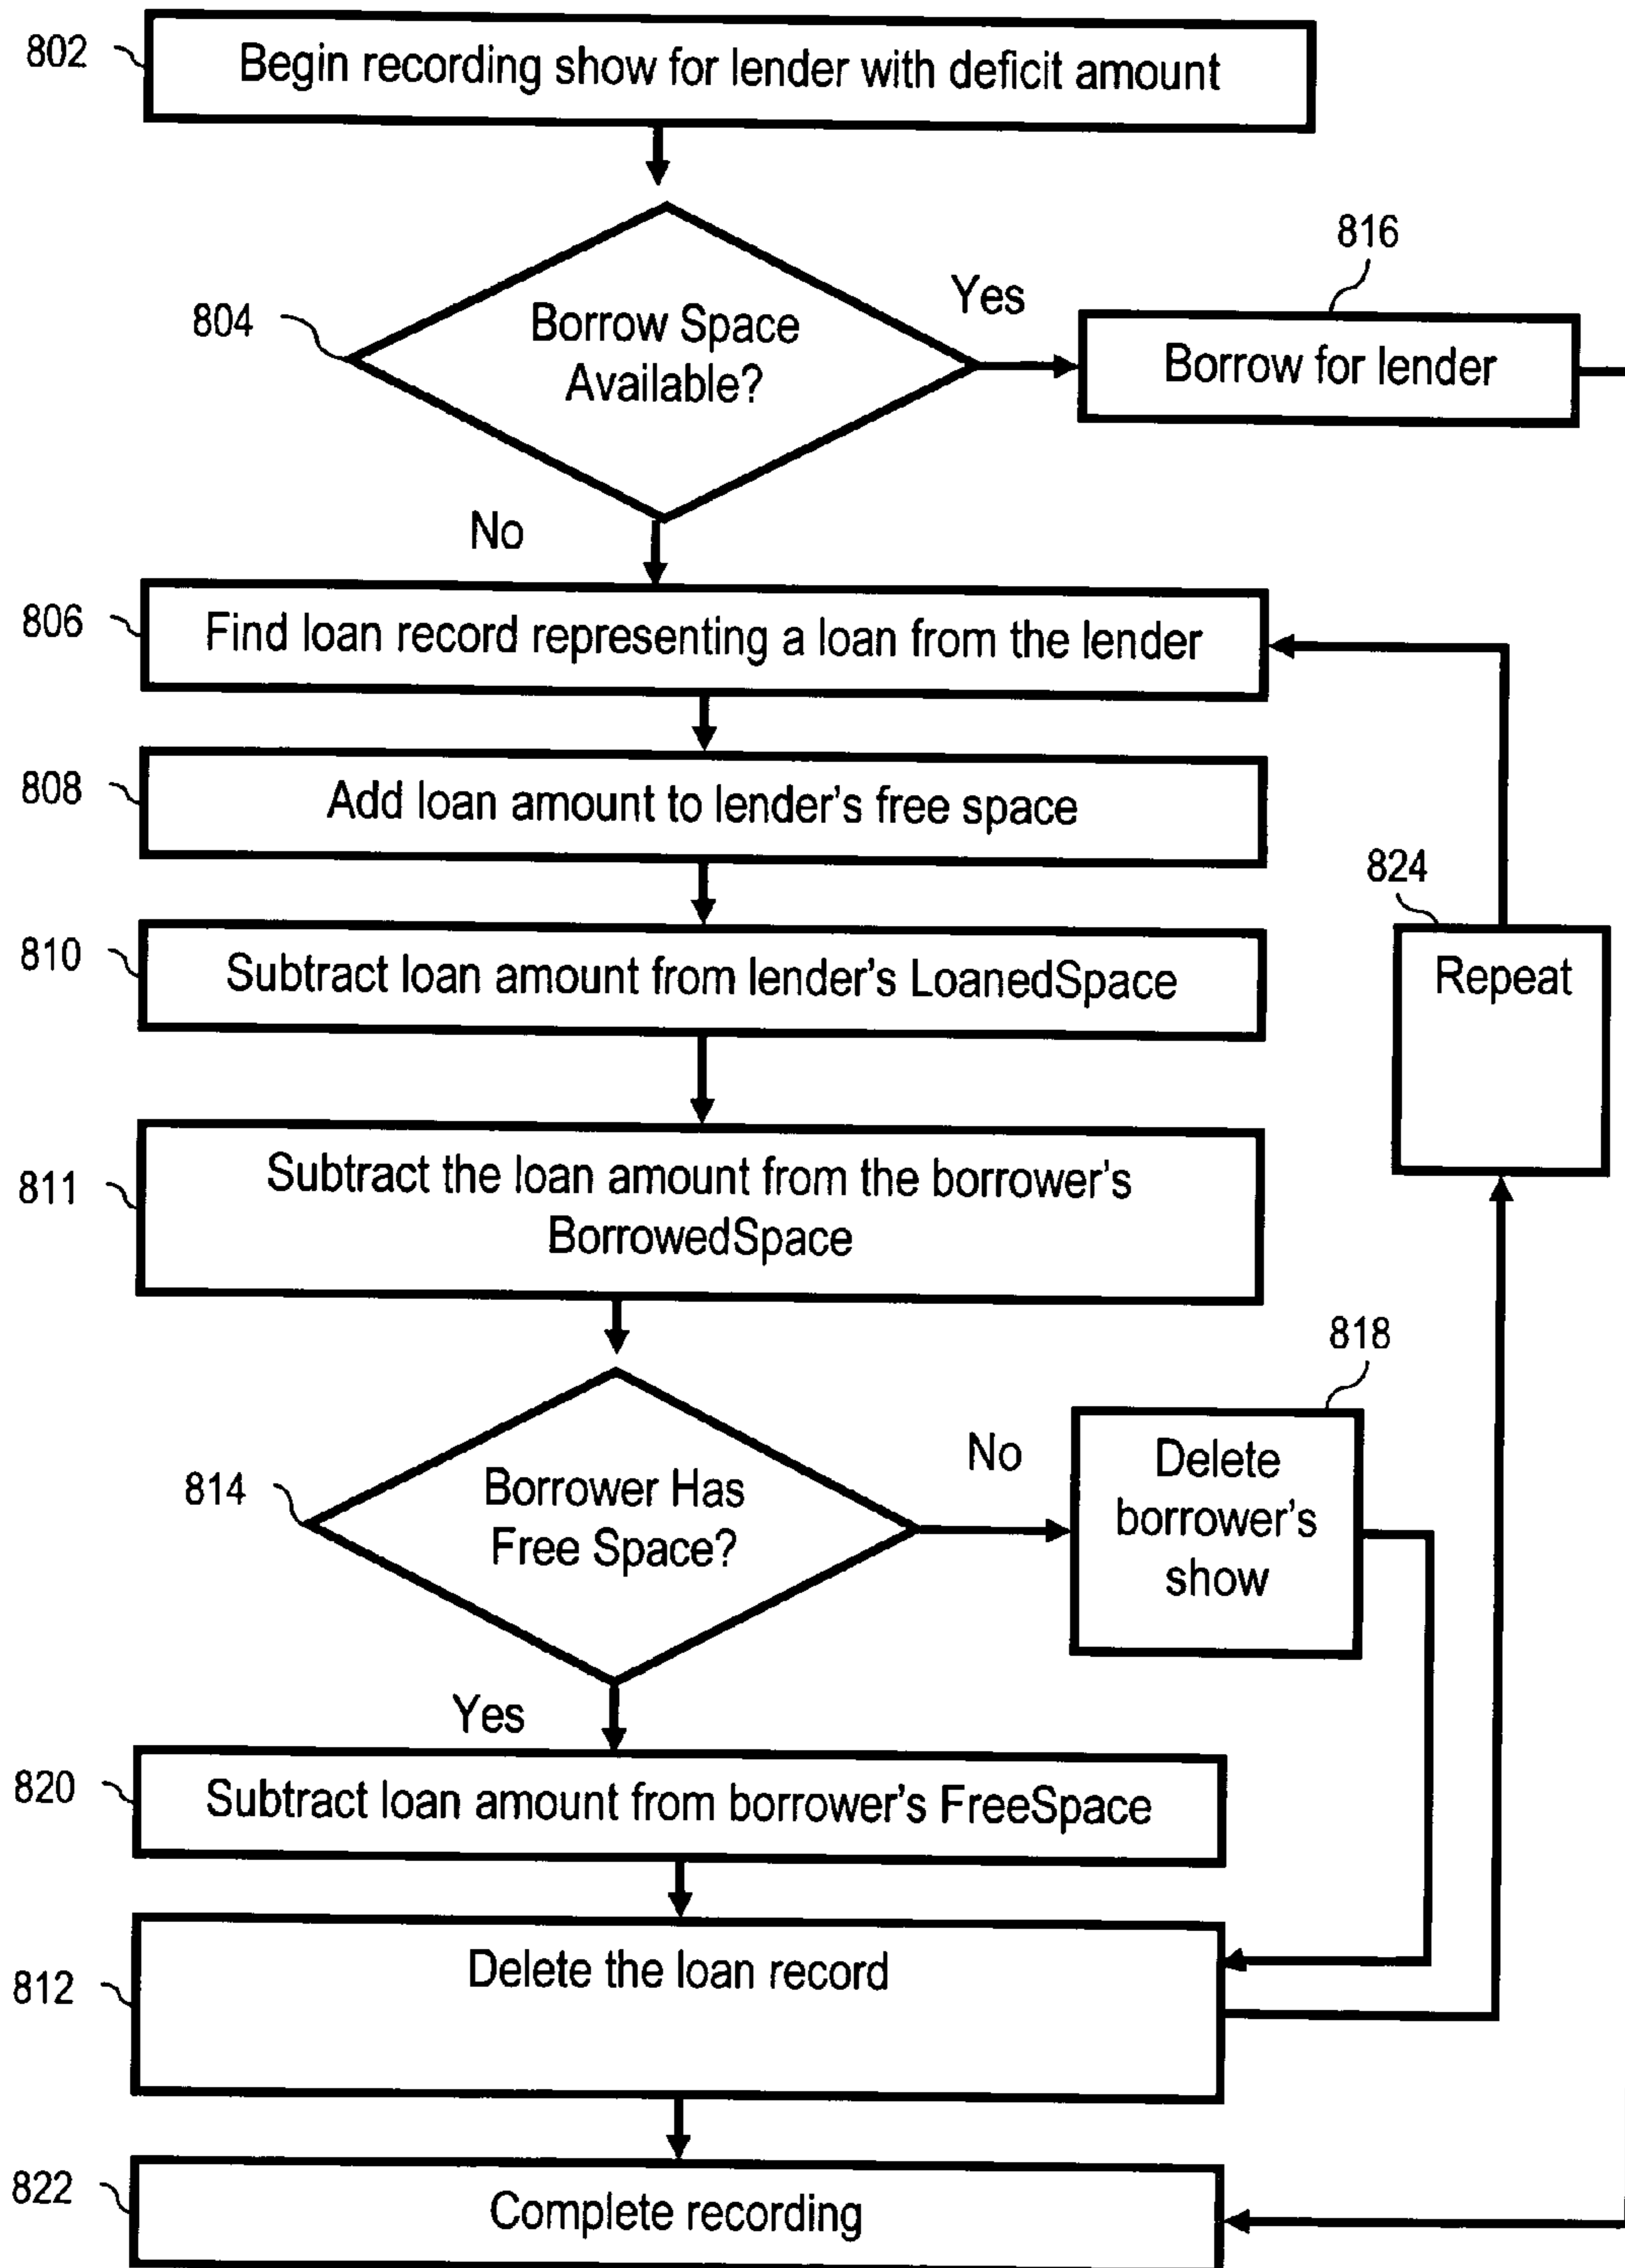 802
Begin recording show for lender with deficit amount
804
Borrow Space
Available?
Yes
816
Borrow for lender
No
806
Find loan record representing a loan from the lender
808
Add loan amount to lender's free space
810
Subtract loan amount from lender's LoanedSpace
824
Repeat
811
Subtract the loan amount from the borrower's
BorrowedSpace
814
Borrower Has
Free Space?
No
818
Delete
borrower's
show
Yes
820
Subtract loan amount from borrower's FreeSpace
812
Delete the loan record
822
Complete recording